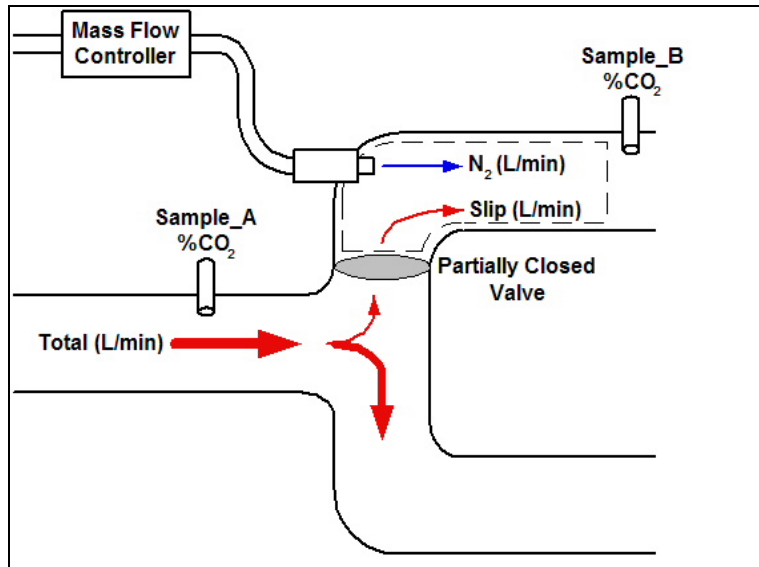 Mass Flow
Controller
Sample_B
%CO₂
N₂ (L/min)
Slip (L/min)
Sample_A
%CO₂
Partially Closed
Valve
Total (L/min)